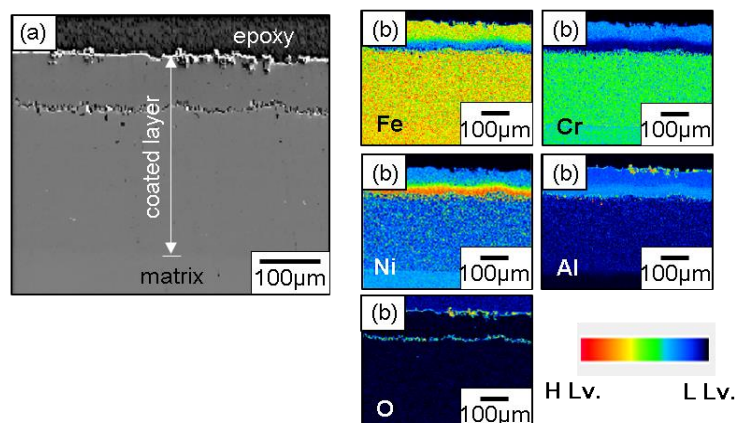 (a)
epoxy
coated layer
matrix
100μm
(b)
Fe
100μm
(b)
Cr
100μm
(b)
Ni
100μm
(b)
Al
100μm
(b)
O
100μm
H Lv.
L Lv.